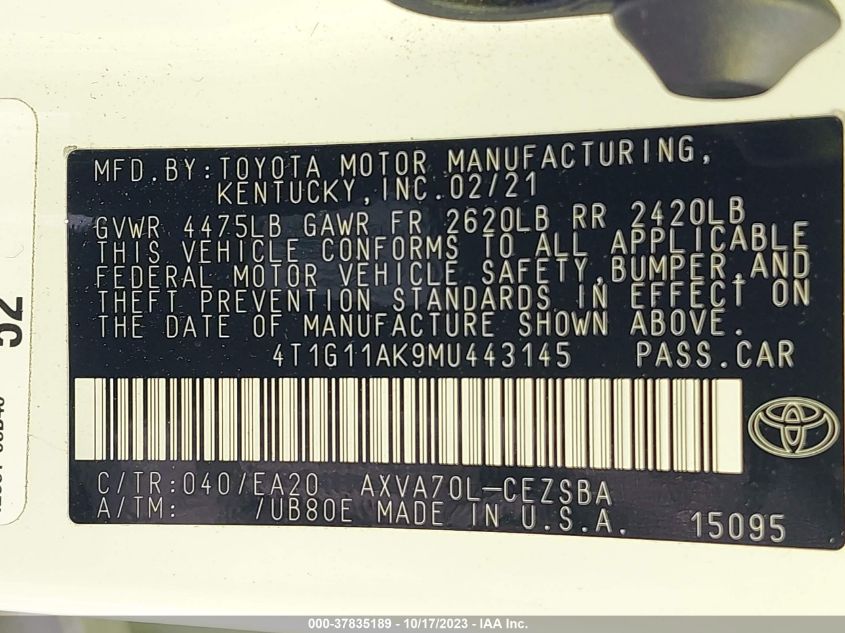 MFD.BY:TOYOTA MOTOR MANUFACTURING,
KENTUCKY,INC.02/21
GVWR 4475LB GAWR FR 2620LB RR 2420LB
THIS VEHICLE CONFORMS TO ALL APPLICABLE
FEDERAL MOTOR VEHICLE SAFETY,BUMPER,AND
THEFT PREVENTION STANDARDS IN EFFECT ON
THE DATE OF MANUFACTURE SHOWN ABOVE.
4T1G11AK9MU443145 PASS.CAR
C/TR:040/EA20 AXVA70L-CEZSBA
A/TM: /UB80E MADE IN U.S.A. 15095
52
000-37835189 - 10/17/2023 - IAA Inc.